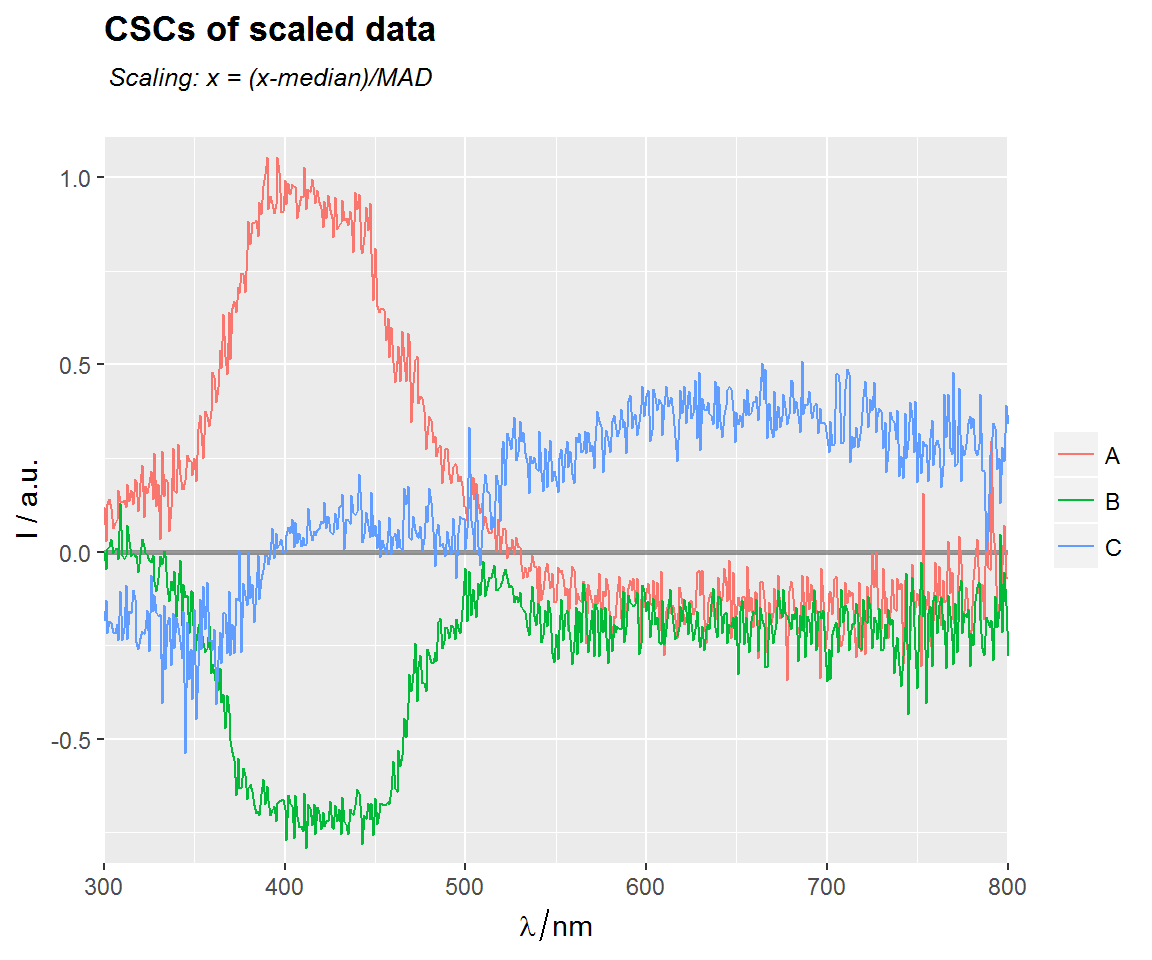 CSCs of scaled data
Scaling: x = (x-median)/MAD
I / a.u.
1.0
0.5
0.0
-0.5
300 400 500 600 700 800
λ/nm
A
B
C